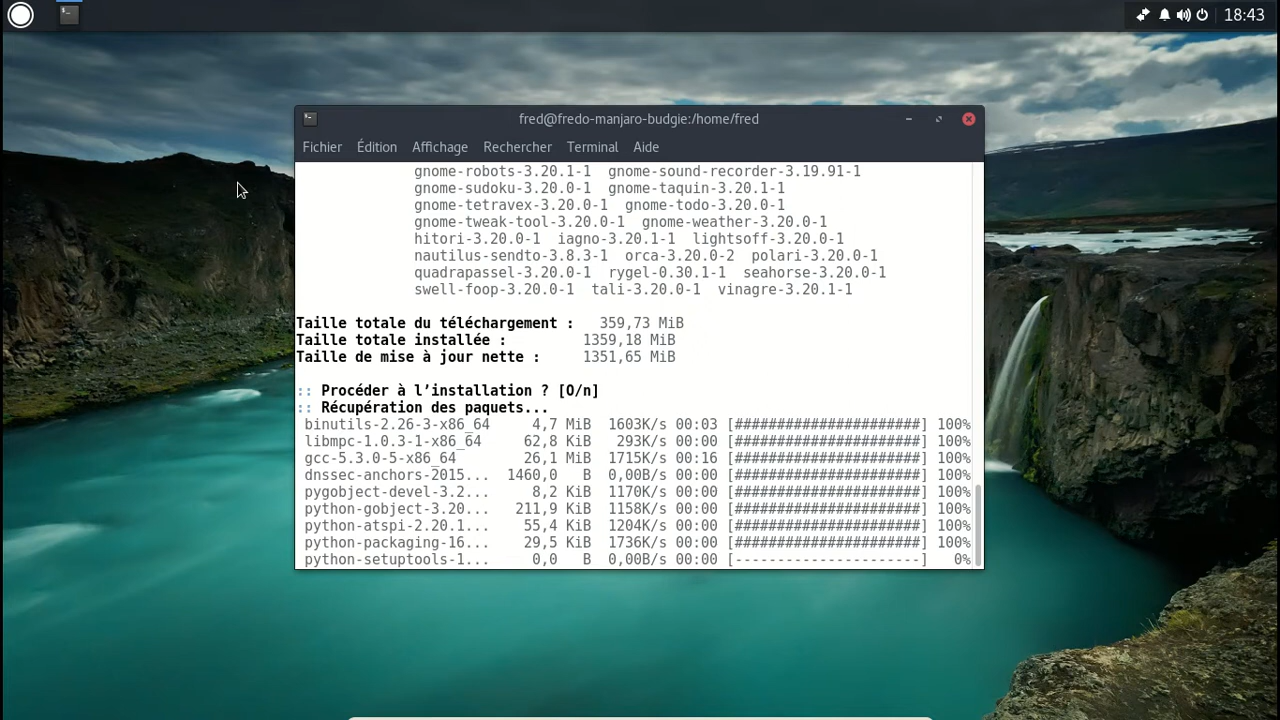 18:43
fred@fredo-manjaro-budgie:/home/fred
Fichier Édition Affichage Rechercher Terminal Aide
gnome-robots-3.20.1-1 gnome-sound-recorder-3.19.91-1
gnome-sudoku-3.20.0-1 gnome-taquin-3.20.1-1
gnome-tetravex-3.20.0-1 gnome-todo-3.20.0-1
gnome-tweak-tool-3.20.0-1 gnome-weather-3.20.0-1
hitori-3.20.0-1 iagno-3.20.1-1 lightsoff-3.20.0-1
nautilus-sendto-3.8.3-1 orca-3.20.0-2 polari-3.20.0-1
quadrapassel-3.20.0-1 rygel-0.30.1-1 seahorse-3.20.0-1
swell-foop-3.20.0-1 tali-3.20.0-1 vinagre-3.20.1-1
Taille totale du téléchargement : 359,73 MiB
Taille totale installée : 1359,18 MiB
Taille de mise à jour nette : 1351,65 MiB
:: Procéder à l’installation ? [O/n]
:: Récupération des paquets...
binutils-2.26-3-x86_64 4,7 MiB 1603K/s 00:03 [######################] 100%
libmpc-1.0.3-1-x86_64 62,8 KiB 293K/s 00:00 [######################] 100%
gcc-5.3.0-5-x86_64 26,1 MiB 1715K/s 00:16 [######################] 100%
dnssec-anchors-2015... 1460,0 B 0,00B/s 00:00 [######################] 100%
pygobject-devel-3.2... 8,2 KiB 1170K/s 00:00 [######################] 100%
python-gobject-3.20... 211,9 KiB 1158K/s 00:00 [######################] 100%
python-atspi-2.20.1... 55,4 KiB 1204K/s 00:00 [######################] 100%
python-packaging-16... 29,5 KiB 1736K/s 00:00 [######################] 100%
python-setuptools-1... 0,0 B 0,00B/s 00:00 [----------------------] 0%